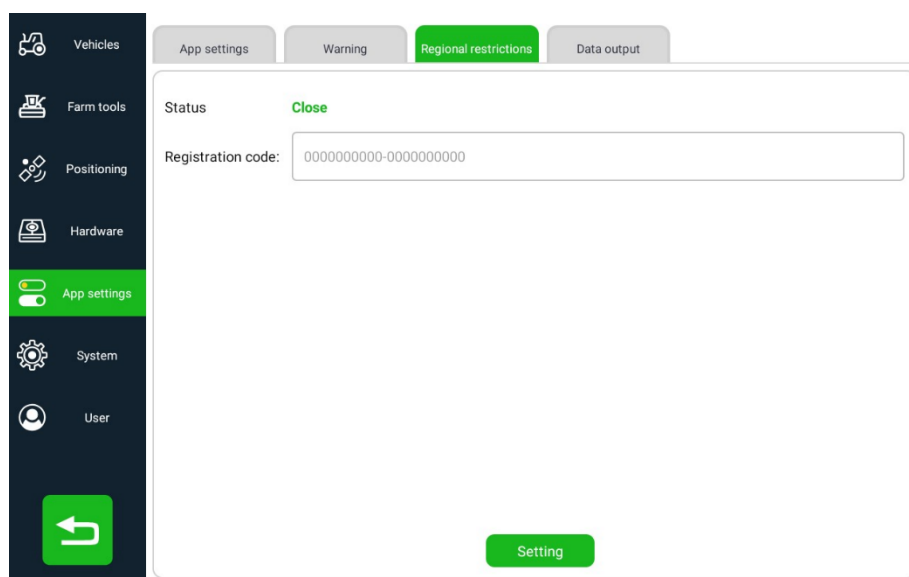 Vehicles
Farm tools
Positioning
Hardware
App settings
System
User
App settings
Warning
Regional restrictions
Data output
Status
Close
Registration code:
0000000000-0000000000
Setting